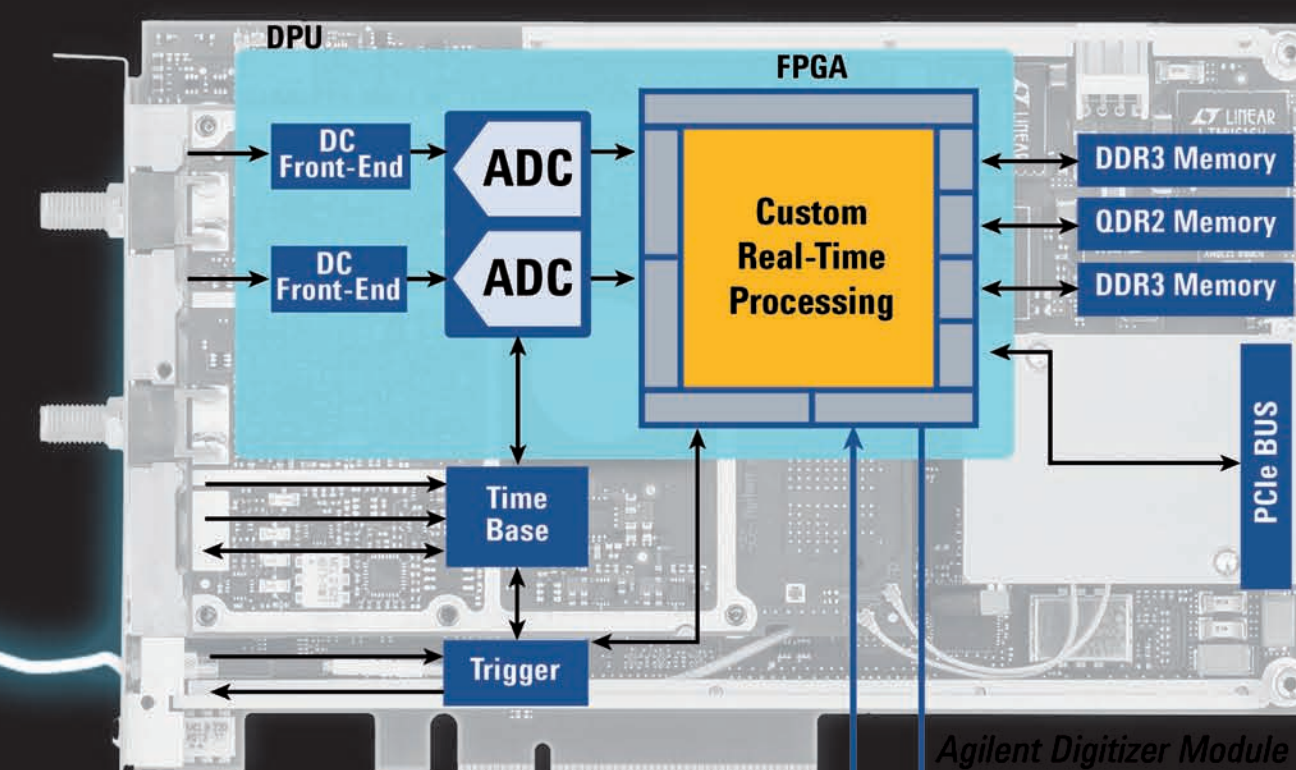 DPU
FPGA
DC
Front-End
ADC
DC
Front-End
ADC
Custom
Real-Time
Processing
DDR3 Memory
QDR2 Memory
DDR3 Memory
LINEAR
PCIe BUS
Time
Base
Trigger
Agilent Digitizer Module